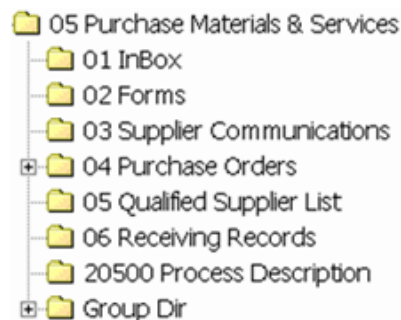 05 Purchase Materials & Services
01 InBox
02 Forms
03 Supplier Communications
04 Purchase Orders
05 Qualified Supplier List
06 Receiving Records
20500 Process Description
Group Dir